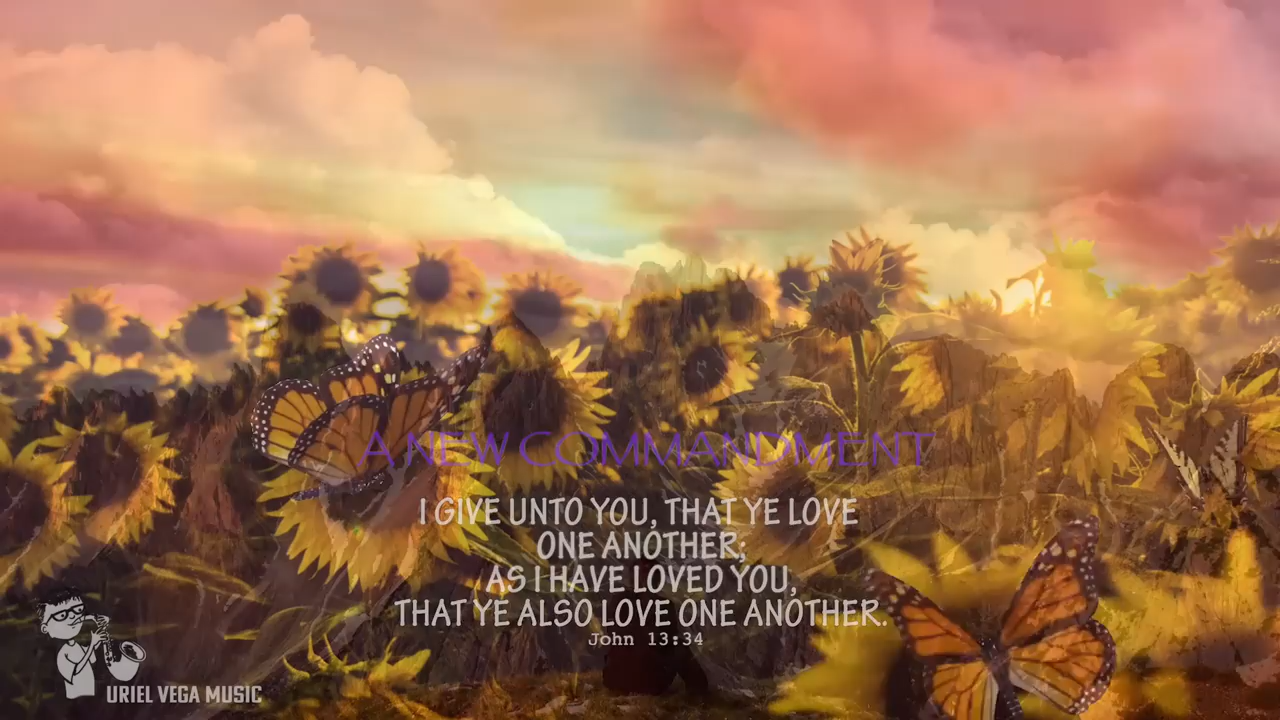 A NEW COMMANDMENT
I GIVE UNTO YOU, THAT YE LOVE
ONE ANOTHER;
AS I HAVE LOVED YOU,
THAT YE ALSO LOVE ONE ANOTHER.
John 13:34
URIEL VEGA MUSIC